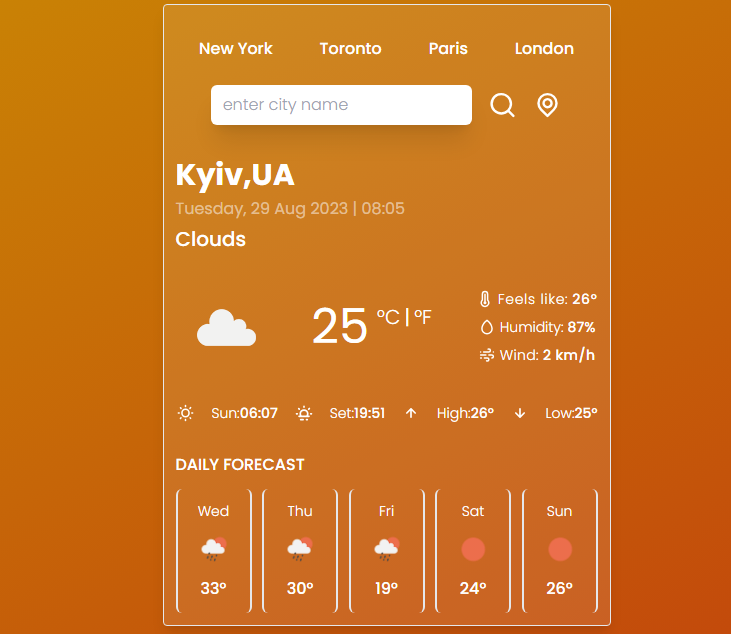 New York Toronto Paris London
enter city name
Kyiv,UA
Tuesday, 29 Aug 2023 | 08:05
Clouds
25 °C | °F
Feels like: 26°
Humidity: 87%
Wind: 2 km/h
Sun:06:07 Set:19:51 High:26° Low:25°
DAILY FORECAST
Wed Thu Fri Sat Sun
33° 30° 19° 24° 26°